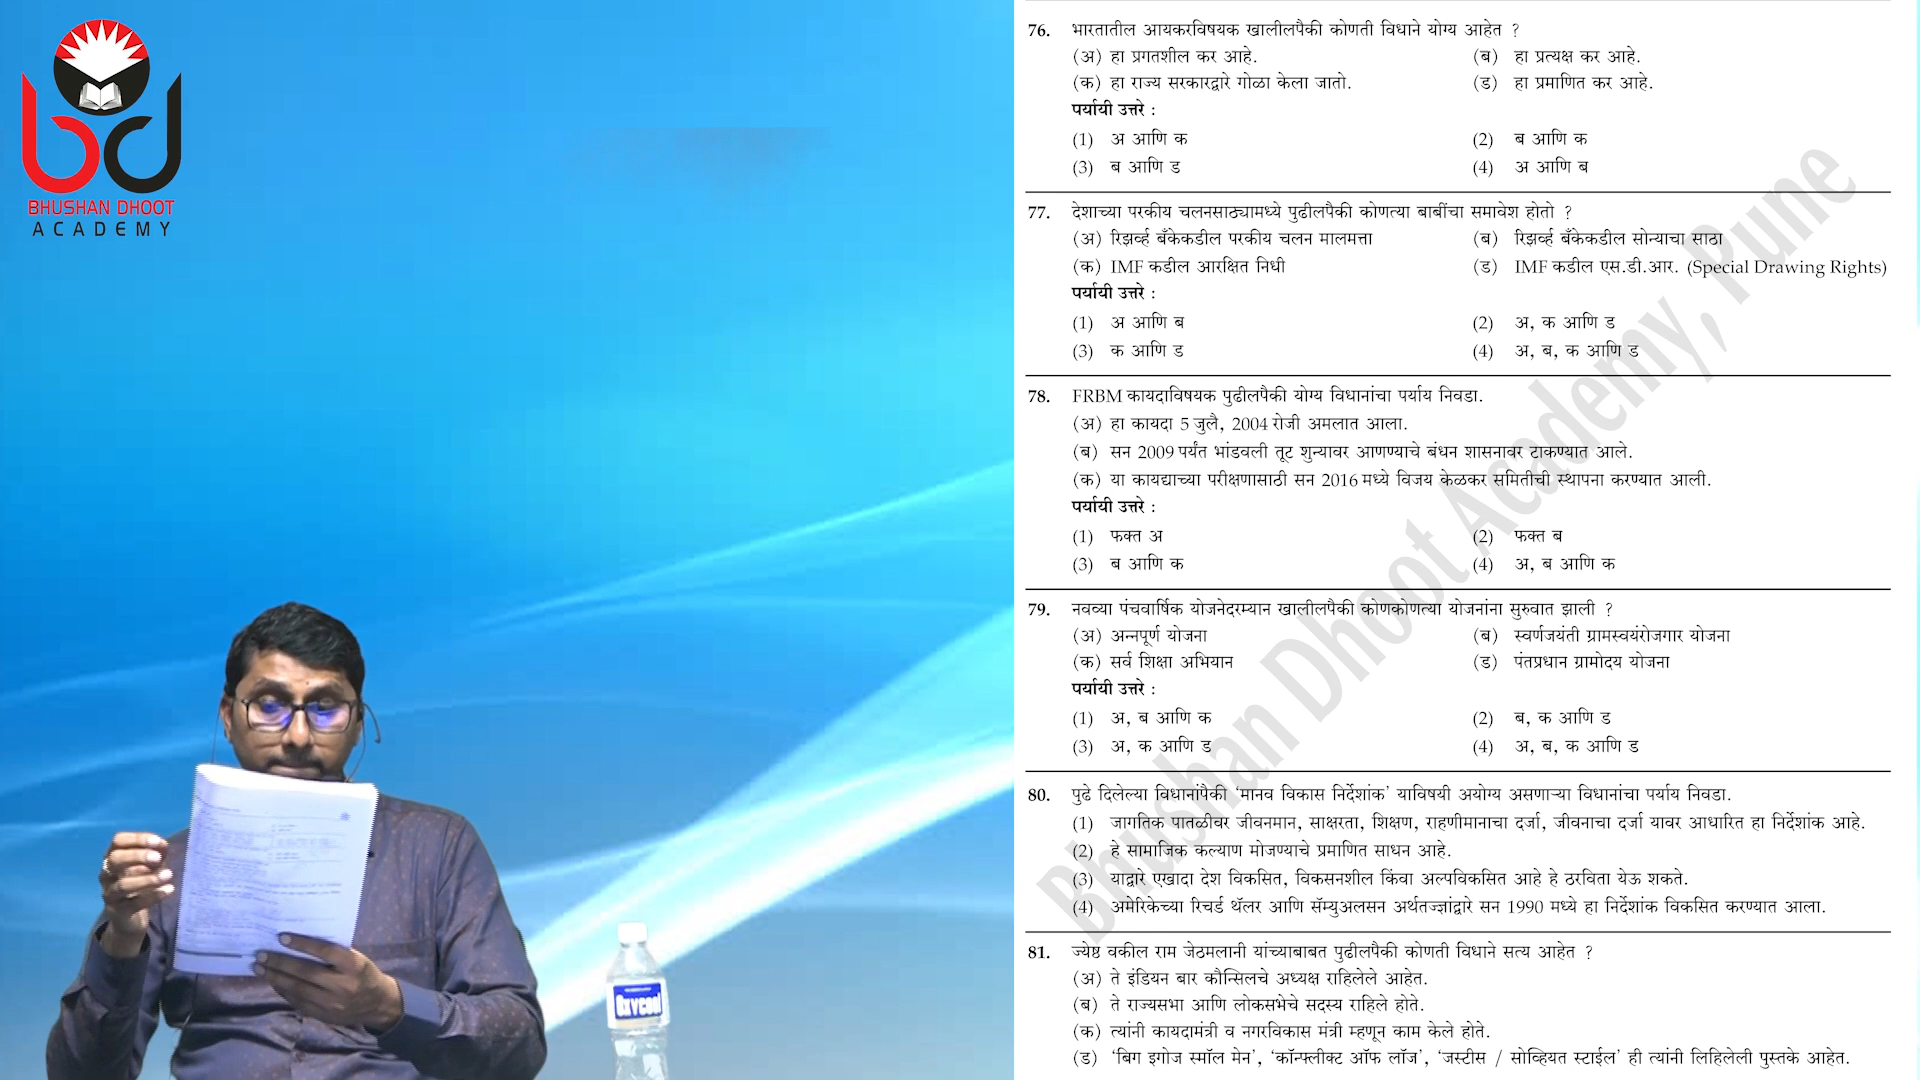 BHUSHAN DHOOT
ACADEMY
76. भारतातील आयकरविषयक खालीलपैकी कोणती विधाने योग्य आहेत ?
(अ) हा प्रगतशील कर आहे. (ब) हा प्रत्यक्ष कर आहे.
(क) हा राज्य सरकारद्वारे गोळा केला जातो. (ड) हा प्रमाणित कर आहे.
पर्यायी उत्तरे :
(1) अ आणि क (2) ब आणि क
(3) ब आणि ड (4) अ आणि ब
77. देशाच्या परकीय चलनसाठ्यामध्ये पुढीलपैकी कोणत्या बाबींचा समावेश होतो ?
(अ) रिझर्व्ह बँकेकडील परकीय चलन मालमत्ता (ब) रिझर्व्ह बँकेकडील सोन्याचा साठा
(क) IMF कडील आरक्षित निधी (ड) IMF कडील एस.डी.आर. (Special Drawing Rights)
पर्यायी उत्तरे :
(1) अ आणि ब (2) अ, क आणि ड
(3) क आणि ड (4) अ, ब, क आणि ड
78. FRBM कायदाविषयक पुढीलपैकी योग्य विधानांचा पर्याय निवडा.
(अ) हा कायदा 5 जुलै, 2004 रोजी अमलात आला.
(ब) सन 2009 पर्यंत भांडवली तूट शुन्यावर आणण्याचे बंधन शासनावर टाकण्यात आले.
(क) या कायद्याच्या परीक्षणासाठी सन 2016 मध्ये विजय केळकर समितीची स्थापना करण्यात आली.
पर्यायी उत्तरे :
(1) फक्त अ (2) फक्त ब
(3) ब आणि क (4) अ, ब आणि क
79. नवव्या पंचवार्षिक योजनेदरम्यान खालीलपैकी कोणकोणत्या योजनांना सुरुवात झाली ?
(अ) अन्नपूर्ण योजना (ब) स्वर्णजयंती ग्रामस्वयंरोजगार योजना
(क) सर्व शिक्षा अभियान (ड) पंतप्रधान ग्रामोदय योजना
पर्यायी उत्तरे :
(1) अ, ब आणि क (2) ब, क आणि ड
(3) अ, क आणि ड (4) अ, ब, क आणि ड
80. पुढे दिलेल्या विधानांपैकी ‘मानव विकास निर्देशांक’ याविषयी अयोग्य असणाऱ्या विधानांचा पर्याय निवडा.
(1) जागतिक पातळीवर जीवनमान, साक्षरता, शिक्षण, राहणीमानाचा दर्जा, जीवनाचा दर्जा यावर आधारित हा निर्देशांक आहे.
(2) हे सामाजिक कल्याण मोजण्याचे प्रमाणित साधन आहे.
(3) याद्वारे एखादा देश विकसित, विकसनशील किंवा अल्पविकसित आहे हे ठरविता येऊ शकते.
(4) अमेरिकेच्या रिचर्ड थॅलर आणि सॅम्युअलसन अर्थतज्ज्ञांद्वारे सन 1990 मध्ये हा निर्देशांक विकसित करण्यात आला.
81. ज्येष्ठ वकील राम जेठमलानी यांच्याबाबत पुढीलपैकी कोणती विधाने सत्य आहेत ?
(अ) ते इंडियन बार कौन्सिलचे अध्यक्ष राहिलेले आहेत.
(ब) ते राज्यसभा आणि लोकसभेचे सदस्य राहिले होते.
(क) त्यांनी कायदामंत्री व नगरविकास मंत्री म्हणून काम केले होते.
(ड) ‘बिग इगोज स्मॉल मेन’, ‘कॉन्फ्लीक्ट ऑफ लॉज’, ‘जस्टीस / सोव्हियत स्टाईल’ ही त्यांनी लिहिलेली पुस्तके आहेत.
Bhushan Dhoot Academy, Pune
Oxycool